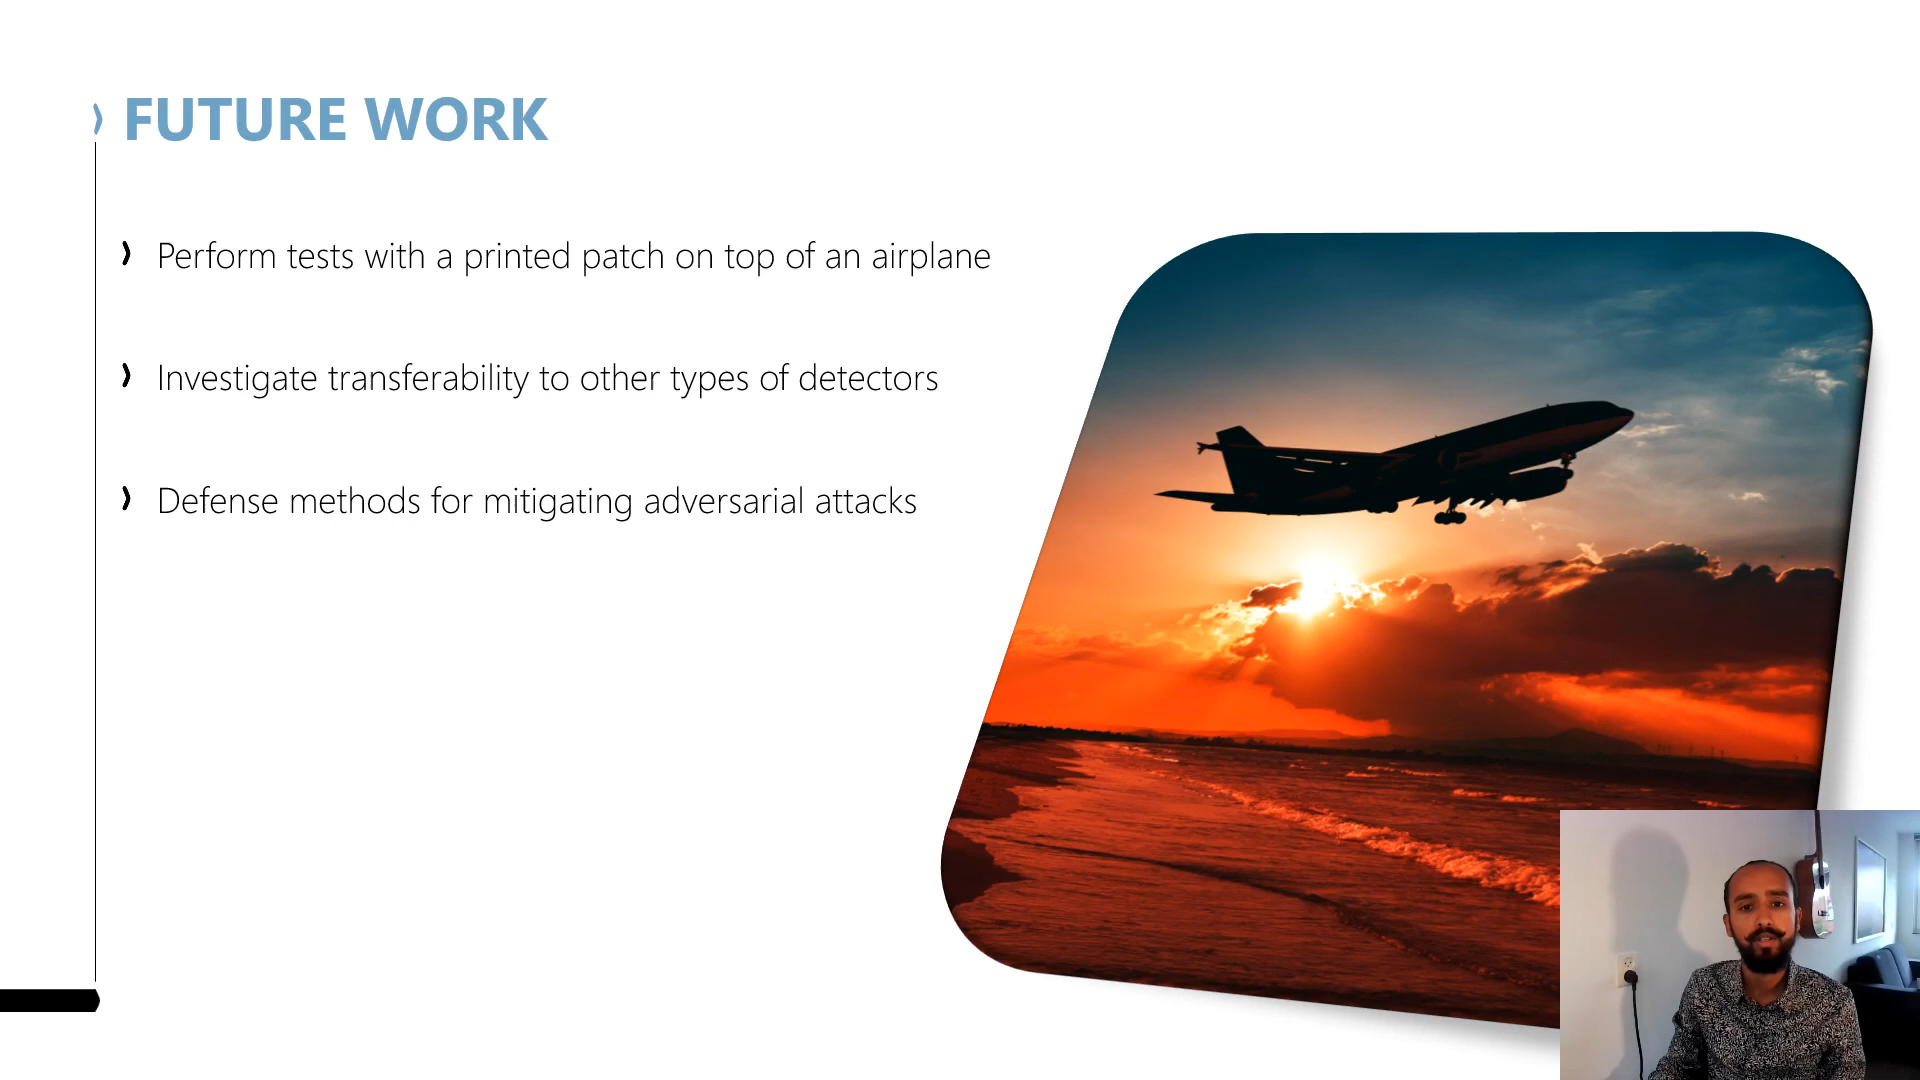 FUTURE WORK
Perform tests with a printed patch on top of an airplane
Investigate transferability to other types of detectors
Defense methods for mitigating adversarial attacks